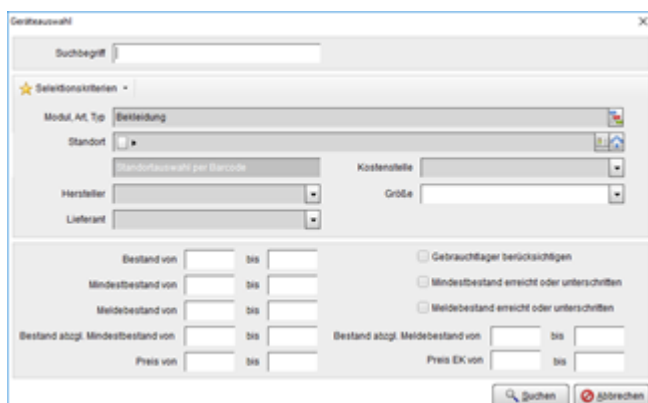 Geräteauswahl
Suchbegriff
Selektionskriterien
Modul, Art, Typ Bekleidung
Standort
Standortauswahl per Barcode Kostenstelle
Hersteller Größe
Lieferant
Bestand von bis Gebrauchtlager berücksichtigen
Mindestbestand von bis Mindestbestand erreicht oder unterschritten
Meldebestand von bis Meldebestand erreicht oder unterschritten
Bestand abzgl. Mindestbestand von bis Bestand abzgl. Meldebestand von bis
Preis von bis Preis EK von bis
Suchen Abbrechen